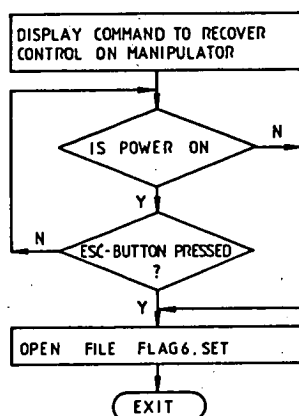 DISPLAY COMMAND TO RECOVER
CONTROL ON MANIPULATOR
IS POWER ON
N
Y
N
ESC-BUTTON PRESSED
?
Y
OPEN FILE FLAG6.SET
EXIT